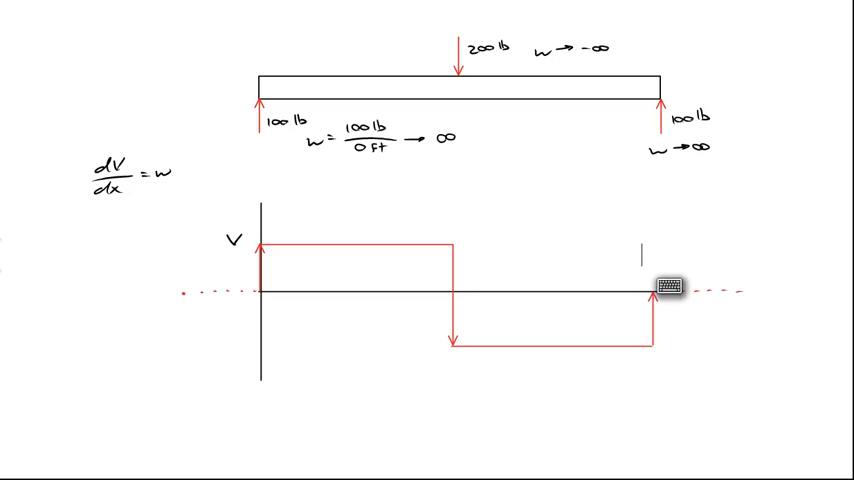 200 lb w → -∞
100 lb
w = 100 lb / 0 ft → ∞
100 lb
w → ∞
dV/dx = w
V